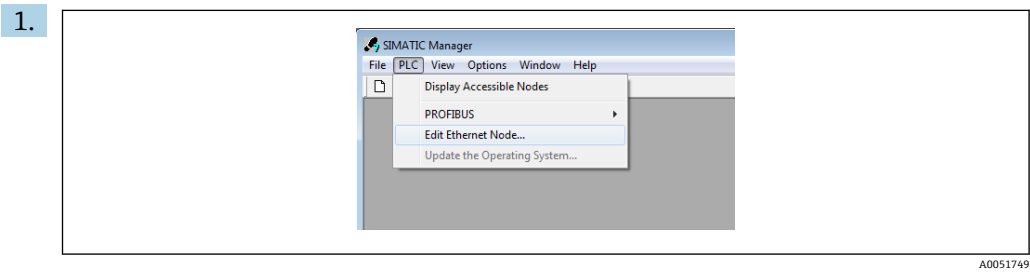 1.
SIMATIC Manager
File PLC View Options Window Help
Display Accessible Nodes
PROFIBUS
Edit Ethernet Node...
Update the Operating System...
A0051749